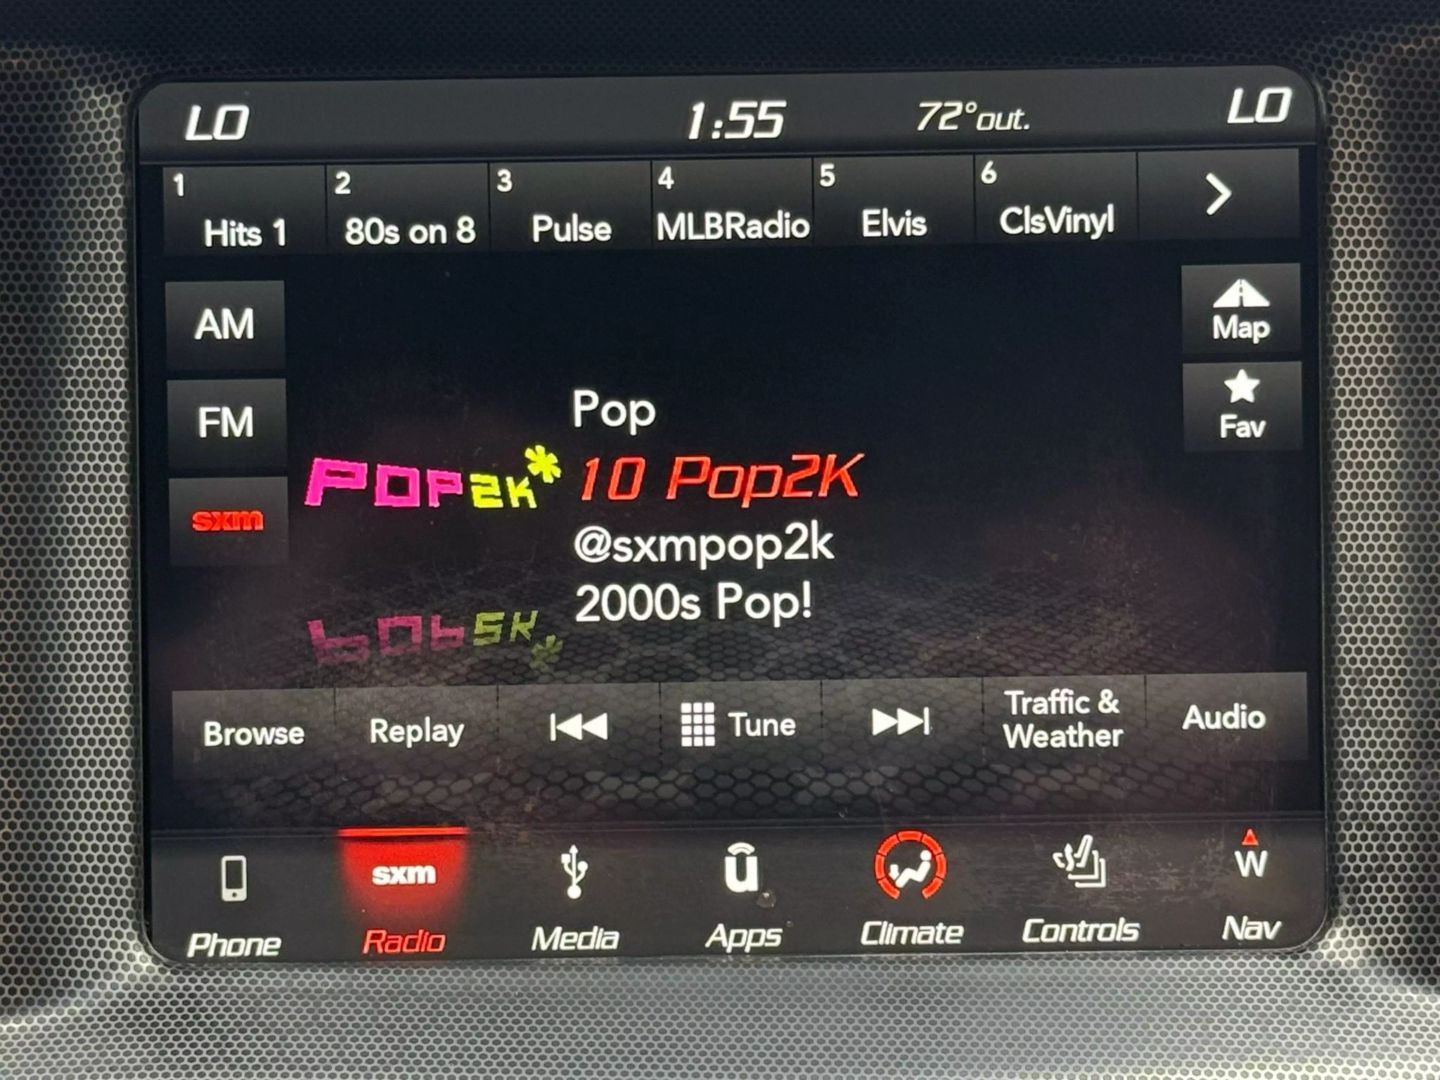 LO 1:55 72°out. LO
1 2 3 4 5 6
Hits 1 80s on 8 Pulse MLBRadio Elvis ClsVinyl
AM
FM
sxm
Map
Fav
Pop
POP2K*
10 Pop2K
@sxmpop2k
2000s Pop!
Browse Replay Tune Traffic & Weather Audio
sxm ū W
Phone Radio Media Apps Climate Controls Nav